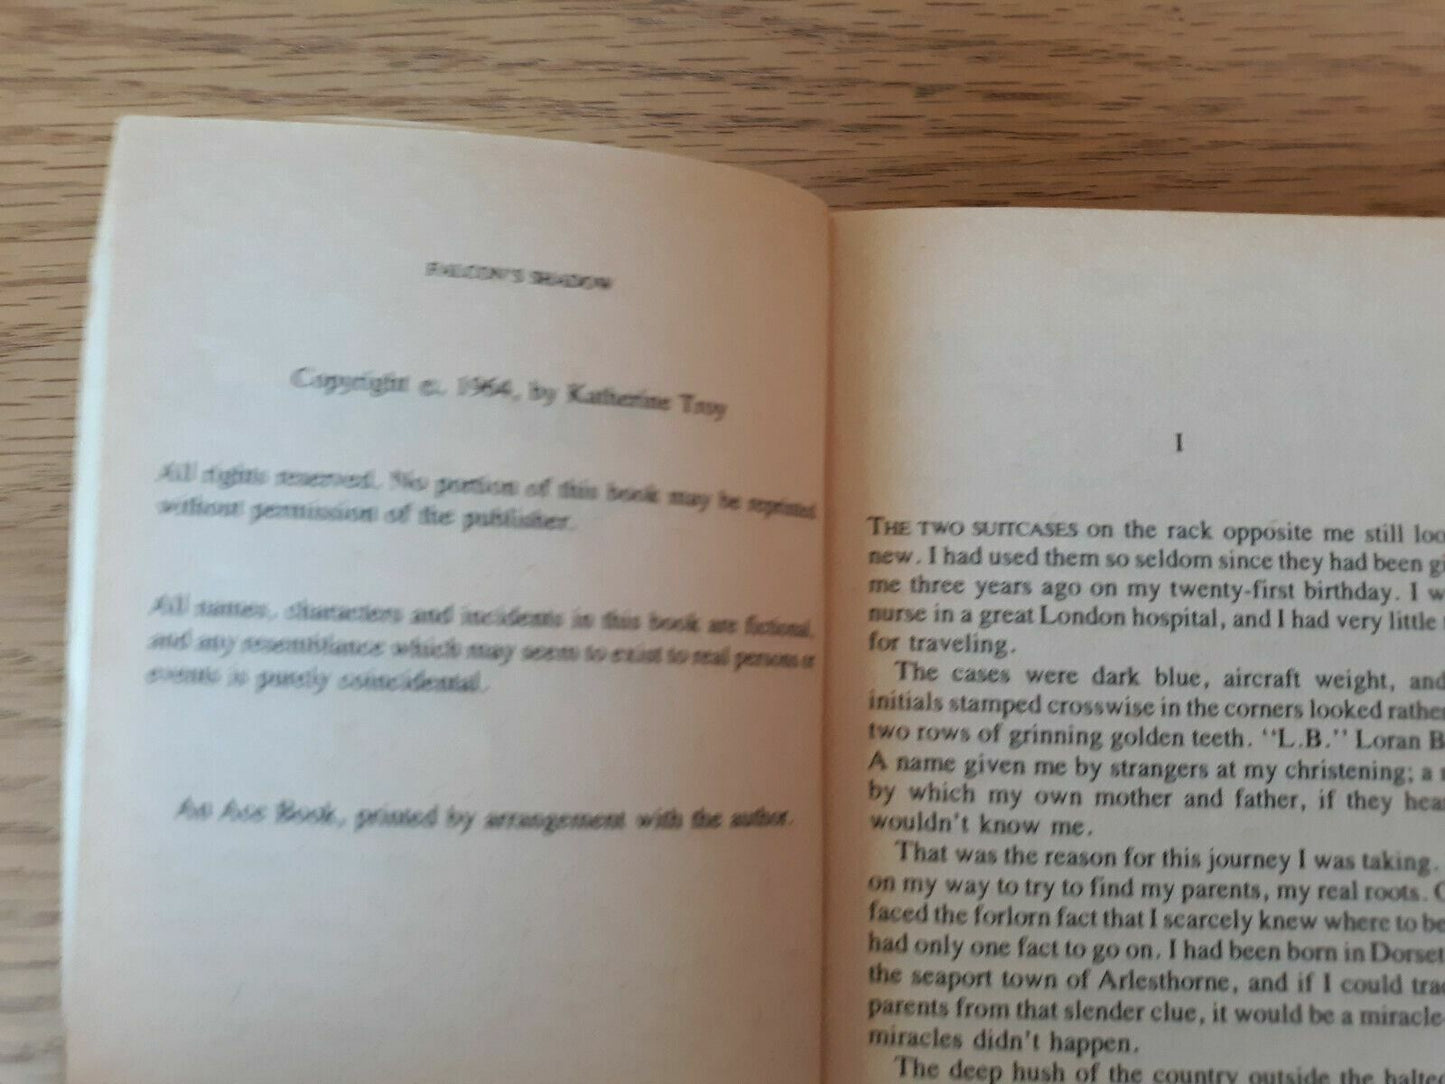 FALCON'S SHADOW
Copyright ©, 1964, by Katherine Troy
All rights reserved. No portion of this book may be reprinted
without permission of the publisher.
All names, characters and incidents in this book are fictional,
and any resemblance which may seem to exist to real persons or
events is purely coincidental.
An Ace Book, printed by arrangement with the author.
I
THE TWO SUITCASES on the rack opposite me still loo
new. I had used them so seldom since they had been gi
me three years ago on my twenty-first birthday. I w
nurse in a great London hospital, and I had very little
for traveling.
The cases were dark blue, aircraft weight, and
initials stamped crosswise in the corners looked rather
two rows of grinning golden teeth. "L.B." Loran B
A name given me by strangers at my christening; a
by which my own mother and father, if they hea
wouldn't know me.
That was the reason for this journey I was taking.
on my way to try to find my parents, my real roots.
faced the forlorn fact that I scarcely knew where to be
had only one fact to go on. I had been born in Dorset
the seaport town of Arlesthorne, and if I could tra
parents from that slender clue, it would be a miracle
miracles didn't happen.
The deep hush of the country outside the halted